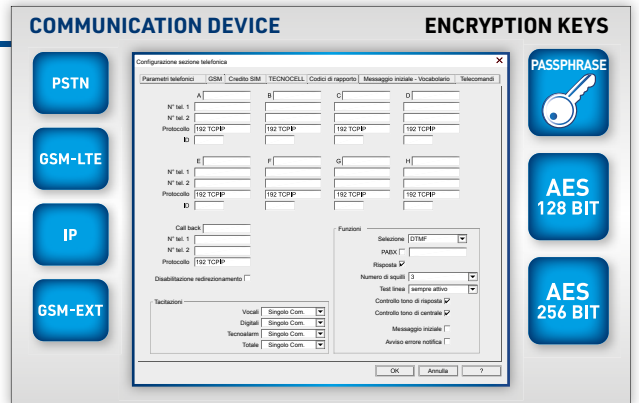 COMMUNICATION DEVICE
ENCRYPTION KEYS
PSTN
GSM-LTE
IP
GSM-EXT
Configurazione sezione telefonica
Parametri telefonici GSM Credito SIM TECNOCELL Codici di rapporto Messaggio iniziale - Vocabolario Telecomandi
A B C D
N° tel. 1
N° tel. 2
Protocollo 192 TCPIP 192 TCPIP 192 TCPIP 192 TCPIP
ID
E F G H
N° tel. 1
N° tel. 2
Protocollo 192 TCPIP 192 TCPIP 192 TCPIP 192 TCPIP
ID
Call back
N° tel. 1
N° tel. 2
Protocollo 192 TCPIP
Disabilitazione redirezionamento
Tacitazioni
Vocali Singolo Com.
Digitali Singolo Com.
Tecnoalarm Singolo Com.
Totale Singolo Com.
Funzioni
Selezione DTMF
PABX
Risposta
Numero di squilli 3
Test linea sempre attivo
Controllo tono di risposta
Controllo tono di centrale
Messaggio iniziale
Avviso errore notifica
OK Annulla ?
PASSPHRASE
AES
128 BIT
AES
256 BIT